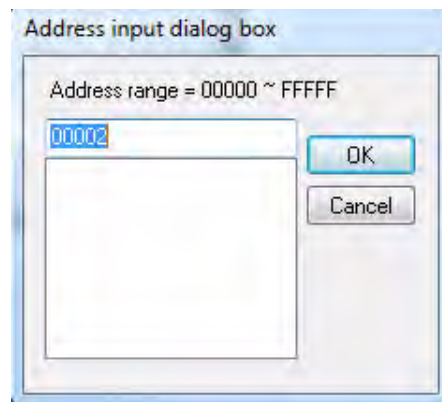 Address input dialog box
Address range = 00000 ~ FFFFF
00002
OK
Cancel